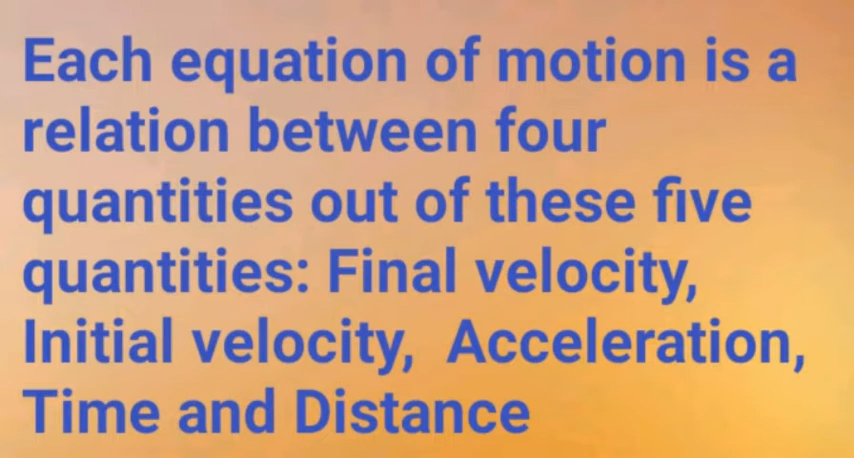 Each equation of motion is a
relation between four
quantities out of these five
quantities: Final velocity,
Initial velocity,  Acceleration,
Time and Distance